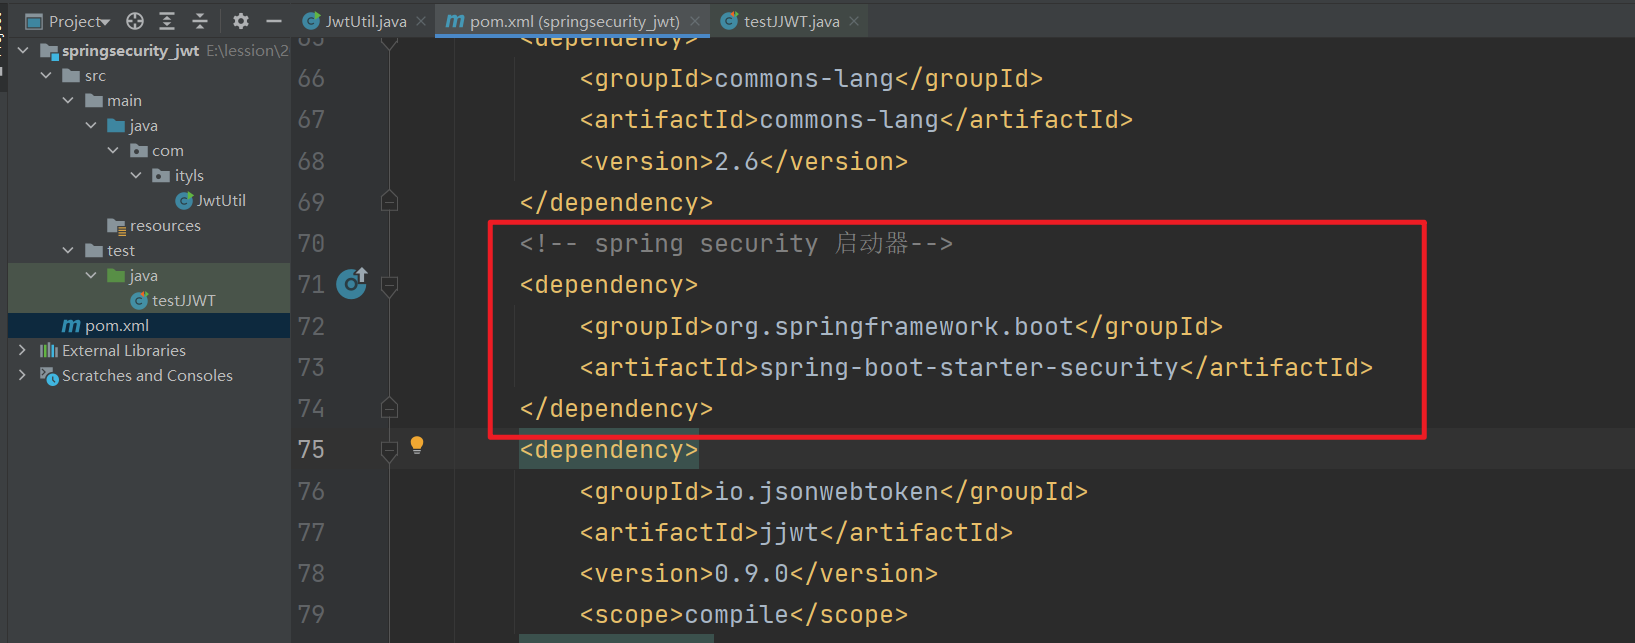 Project
JwtUtil.java
pom.xml (springsecurity_jwt)
testJJWT.java
springsecurity_jwt E:\lession\2
src
main
java
com
ityls
JwtUtil
resources
test
java
testJJWT
pom.xml
External Libraries
Scratches and Consoles
65 <dependency>
66 <groupId>commons-lang</groupId>
67 <artifactId>commons-lang</artifactId>
68 <version>2.6</version>
69 </dependency>
70 <!-- spring security 启动器-->
71 <dependency>
72 <groupId>org.springframework.boot</groupId>
73 <artifactId>spring-boot-starter-security</artifactId>
74 </dependency>
75 <dependency>
76 <groupId>io.jsonwebtoken</groupId>
77 <artifactId>jjwt</artifactId>
78 <version>0.9.0</version>
79 <scope>compile</scope>